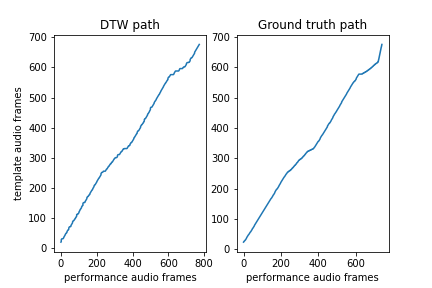 DTW path
Ground truth path
700
600
500
400
300
200
100
0
template audio frames
0 200 400 600 800
performance audio frames
700
600
500
400
300
200
100
0
0 200 400 600
performance audio frames